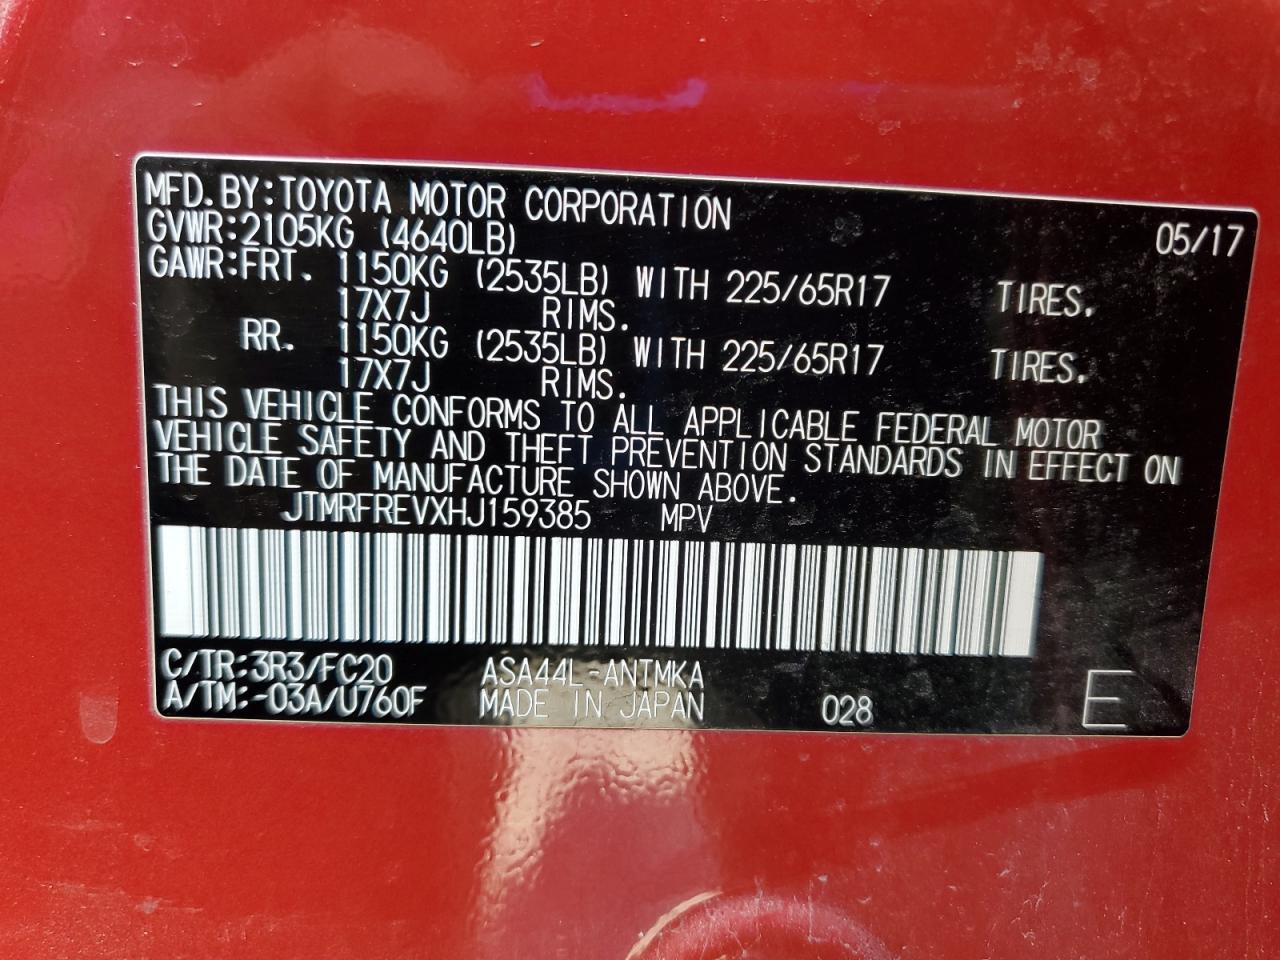 MFD.BY:TOYOTA MOTOR CORPORATION 05/17
GVWR:2105KG (4640LB)
GAWR:FRT. 1150KG (2535LB) WITH 225/65R17 TIRES.
17X7J RIMS.
RR. 1150KG (2535LB) WITH 225/65R17 TIRES.
17X7J RIMS.
THIS VEHICLE CONFORMS TO ALL APPLICABLE FEDERAL MOTOR
VEHICLE SAFETY AND THEFT PREVENTION STANDARDS IN EFFECT ON
THE DATE OF MANUFACTURE SHOWN ABOVE.
JTMRFREVXHJ159385 MPV
C/TR:3R3/FC20 ASA44L-ANTMKA
A/TM:-03A/U760F MADE IN JAPAN 028 E